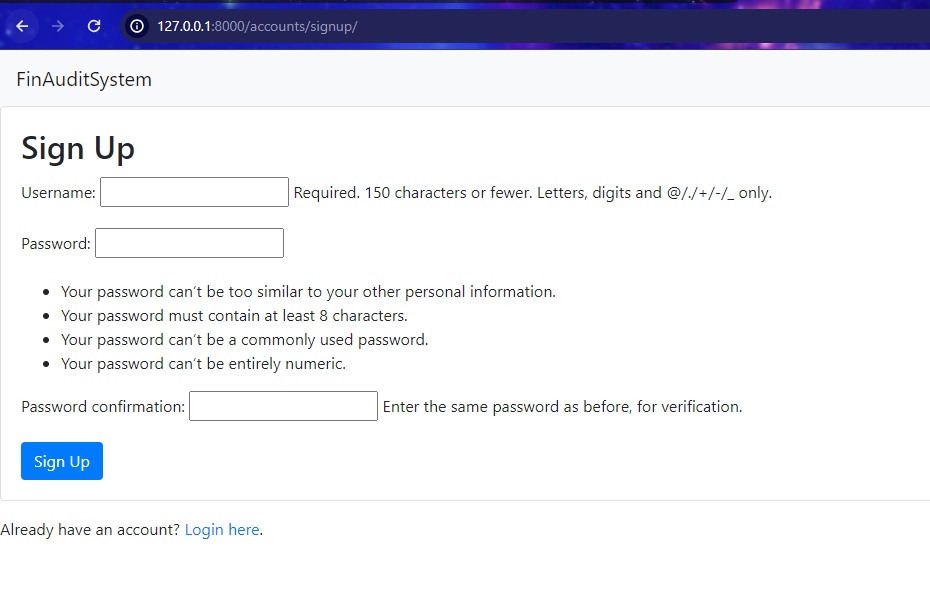 127.0.0.1:8000/accounts/signup/
FinAuditSystem
Sign Up
Username: Required. 150 characters or fewer. Letters, digits and @/./+/-/_ only.
Password:
• Your password can’t be too similar to your other personal information.
• Your password must contain at least 8 characters.
• Your password can’t be a commonly used password.
• Your password can’t be entirely numeric.
Password confirmation: Enter the same password as before, for verification.
Sign Up
Already have an account? Login here.